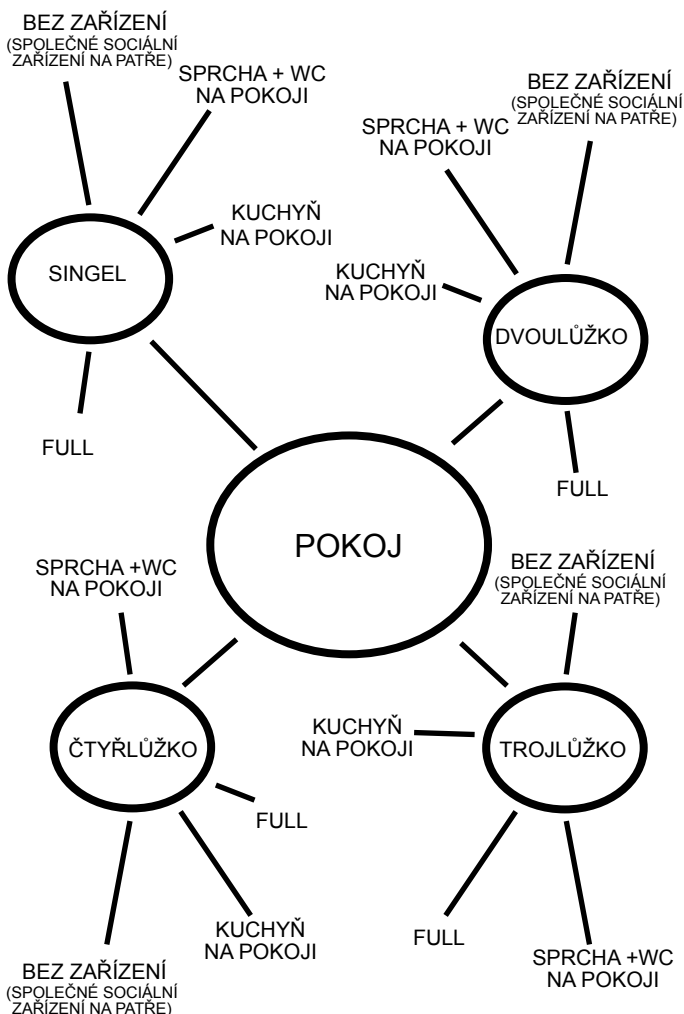 BEZ ZAŘÍZENÍ
(SPOLEČNÉ SOCIÁLNÍ
ZAŘÍZENÍ NA PATŘE)
SPRCHA + WC
NA POKOJI
KUCHYŇ
NA POKOJI
SINGEL
FULL
BEZ ZAŘÍZENÍ
(SPOLEČNÉ SOCIÁLNÍ
ZAŘÍZENÍ NA PATŘE)
SPRCHA + WC
NA POKOJI
KUCHYŇ
NA POKOJI
DVOULŮŽKO
FULL
POKOJ
SPRCHA +WC
NA POKOJI
ČTYŘLŮŽKO
FULL
KUCHYŇ
NA POKOJI
BEZ ZAŘÍZENÍ
(SPOLEČNÉ SOCIÁLNÍ
ZAŘÍZENÍ NA PATŘE)
BEZ ZAŘÍZENÍ
(SPOLEČNÉ SOCIÁLNÍ
ZAŘÍZENÍ NA PATŘE)
KUCHYŇ
NA POKOJI
TROJLŮŽKO
FULL
SPRCHA +WC
NA POKOJI